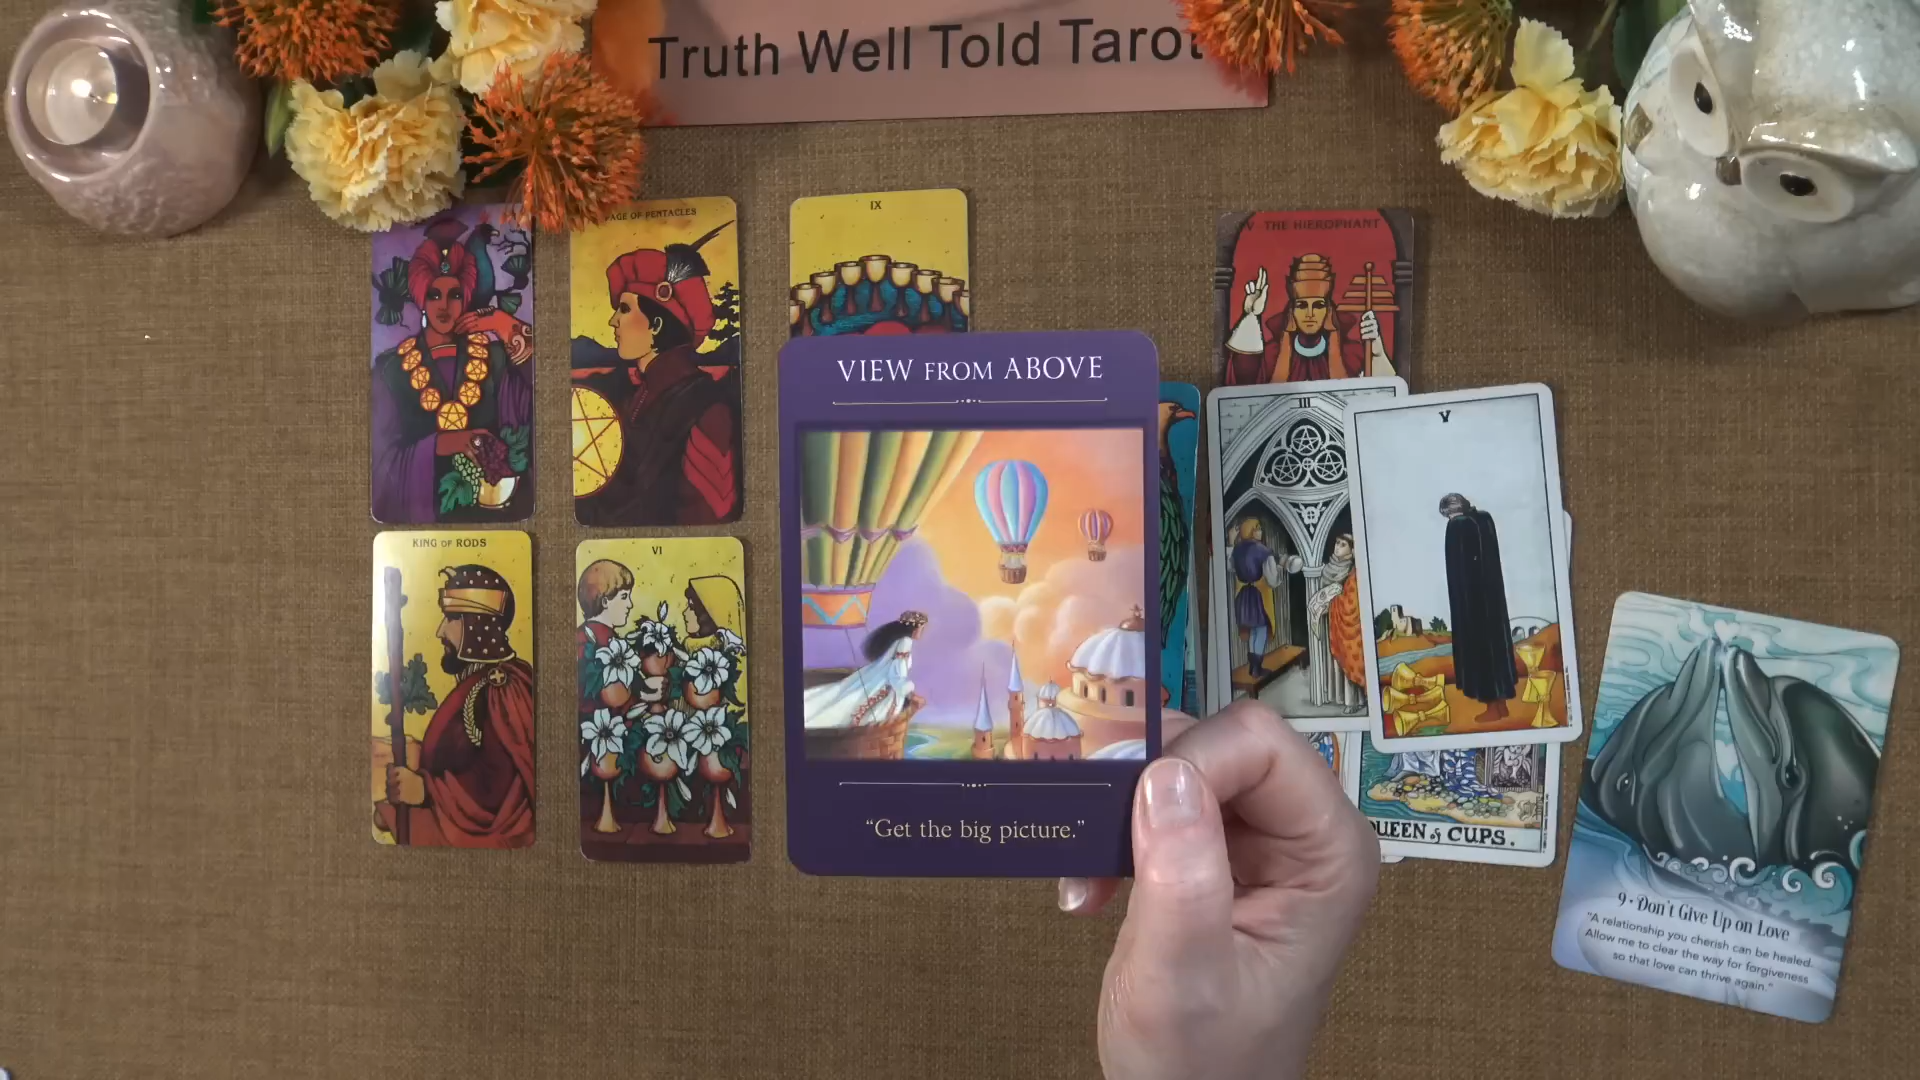 Truth Well Told Tarot
PAGE OF PENTACLES
IX
V THE HIEROPHANT
VIEW FROM ABOVE
III
V
KING OF RODS
VI
"Get the big picture."
QUEEN of CUPS.
9 • Don't Give Up on Love
"A relationship you cherish can be healed.
Allow me to clear the way for forgiveness
so that love can thrive again."